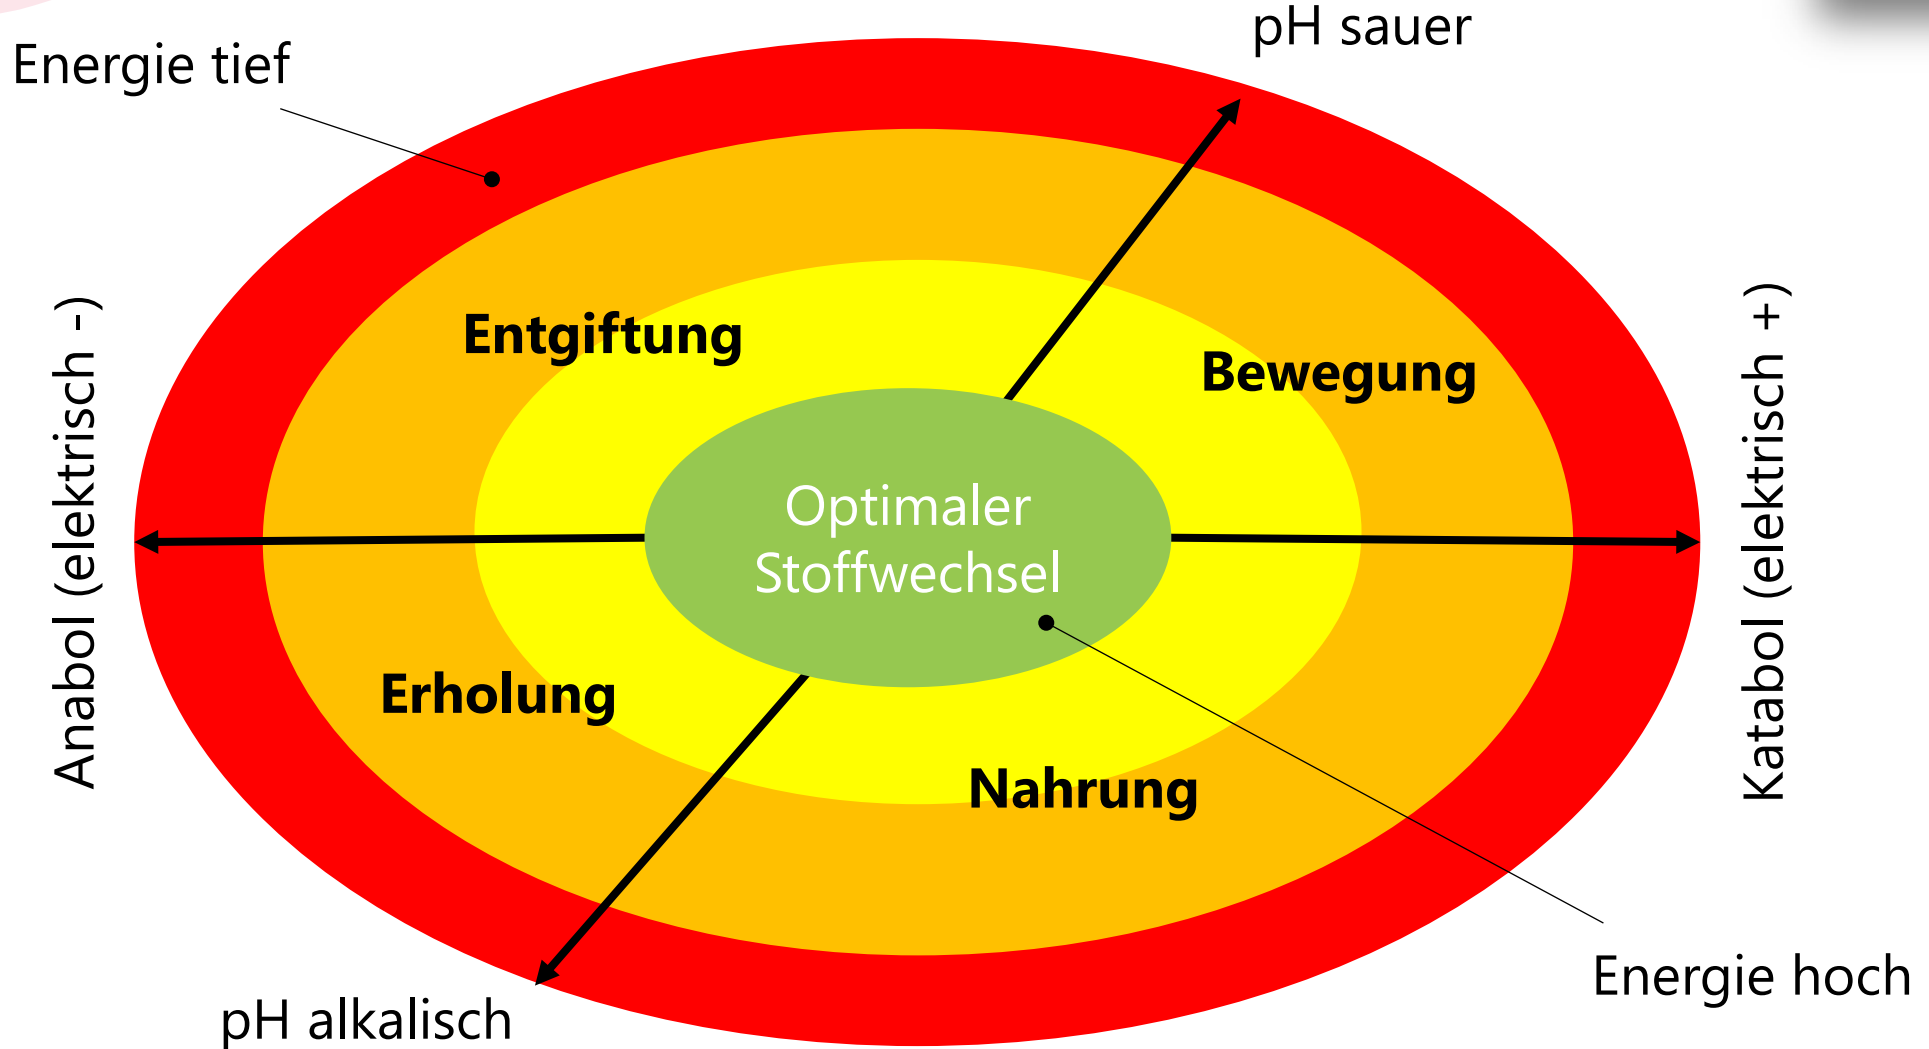 pH sauer
Energie tief
Entgiftung
Bewegung
Anabol (elektrisch -)
Optimaler
Stoffwechsel
Katabol (elektrisch +)
Erholung
Nahrung
Energie hoch
pH alkalisch